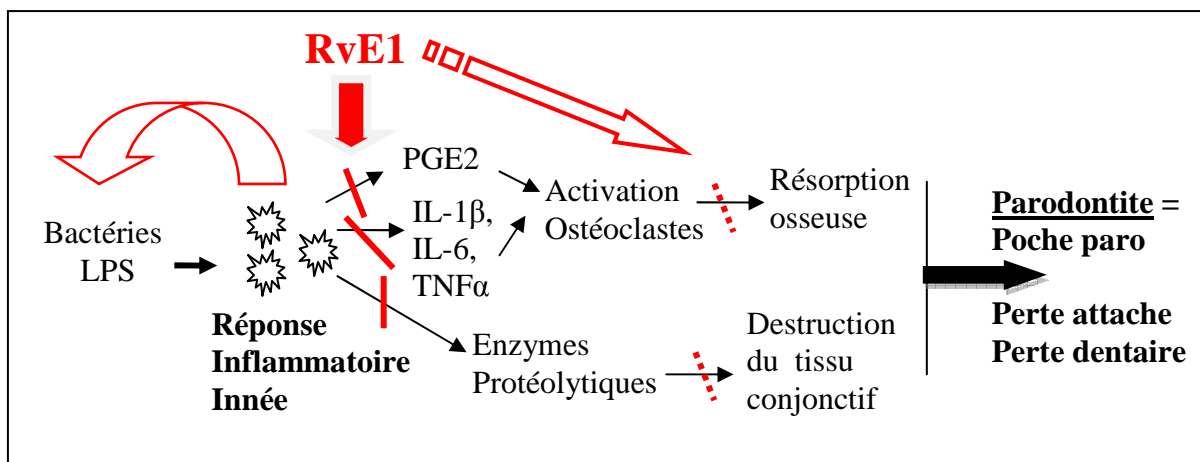 RvE1
Bactéries
LPS
Réponse
Inflammatoire
Innée
PGE2
IL-1β,
IL-6,
TNFα
Enzymes
Protéolytiques
Activation
Ostéoclastes
Résorption
osseuse
Destruction
du tissu
conjonctif
Parodontite =
Poche paro
Perte attache
Perte dentaire